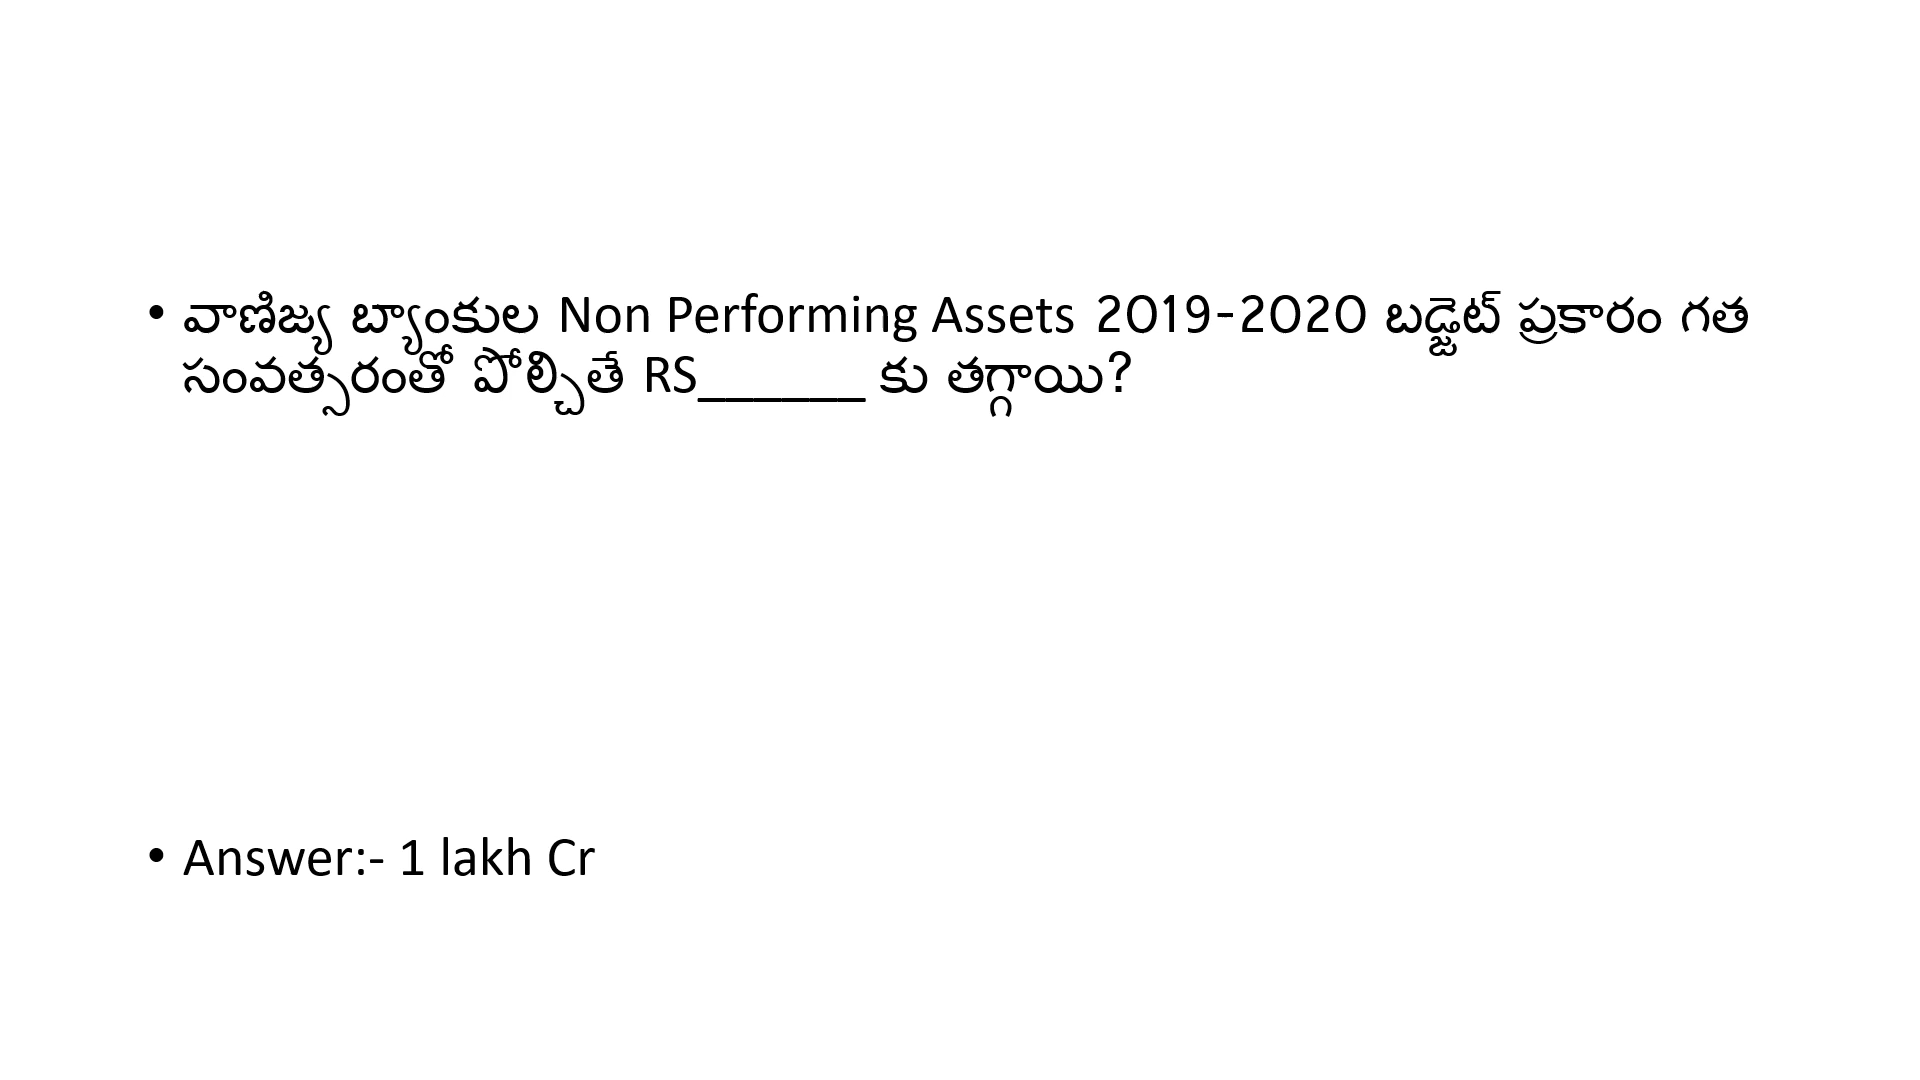 • వాణిజ్య బ్యాంకుల Non Performing Assets 2019-2020 బడ్జెట్ ప్రకారం గత
సంవత్సరంతో పోల్చితే RS______ కు తగ్గాయి?
• Answer:- 1 lakh Cr